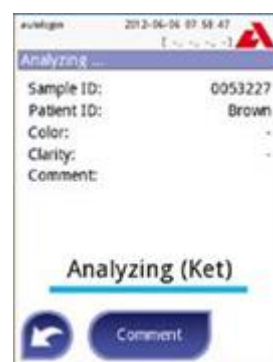 autologin 2012-06-06 07 58 47
[ -, -, -, -]
Analyzing ...
Sample ID: 0053227
Patient ID: Brown
Color: -
Clarity: -
Comment:
Analyzing (Ket)
Comment